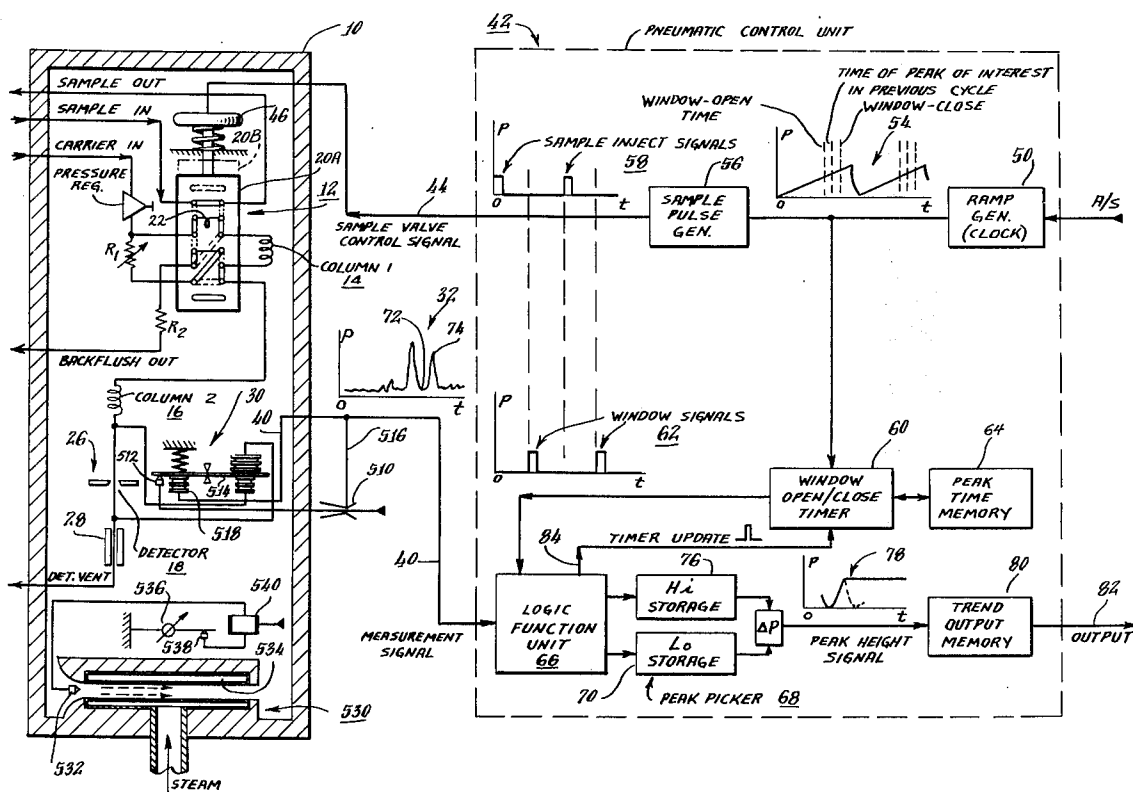 10
42
PNEUMATIC CONTROL UNIT
SAMPLE OUT
SAMPLE IN
CARRIER IN
PRESSURE
REG.
46
20B
20A
12
22
R1
R2
COLUMN 1
14
BACKFLUSH OUT
COLUMN 2
16
30
40
26
512
514
518
28
DETECTOR
18
DET. VENT
536
538
540
534
532
530
STEAM
44
SAMPLE VALVE
CONTROL SIGNAL
32
72
74
P
0
t
516
510
40
MEASUREMENT
SIGNAL
P
SAMPLE INJECT SIGNALS
58
0
t
WINDOW-OPEN
TIME
TIME OF PEAK OF INTEREST
IN PREVIOUS CYCLE
WINDOW-CLOSE
P
54
0
t
56
SAMPLE
PULSE
GEN.
50
RAMP
GEN.
(CLOCK)
A/S
P
WINDOW SIGNALS
62
0
t
60
WINDOW
OPEN/CLOSE
TIMER
64
PEAK
TIME
MEMORY
84
TIMER UPDATE
LOGIC
FUNCTION
UNIT
66
76
Hi
STORAGE
Lo
STORAGE
70
PEAK PICKER 68
ΔP
P
78
0
t
PEAK HEIGHT
SIGNAL
80
TREND
OUTPUT
MEMORY
82
OUTPUT